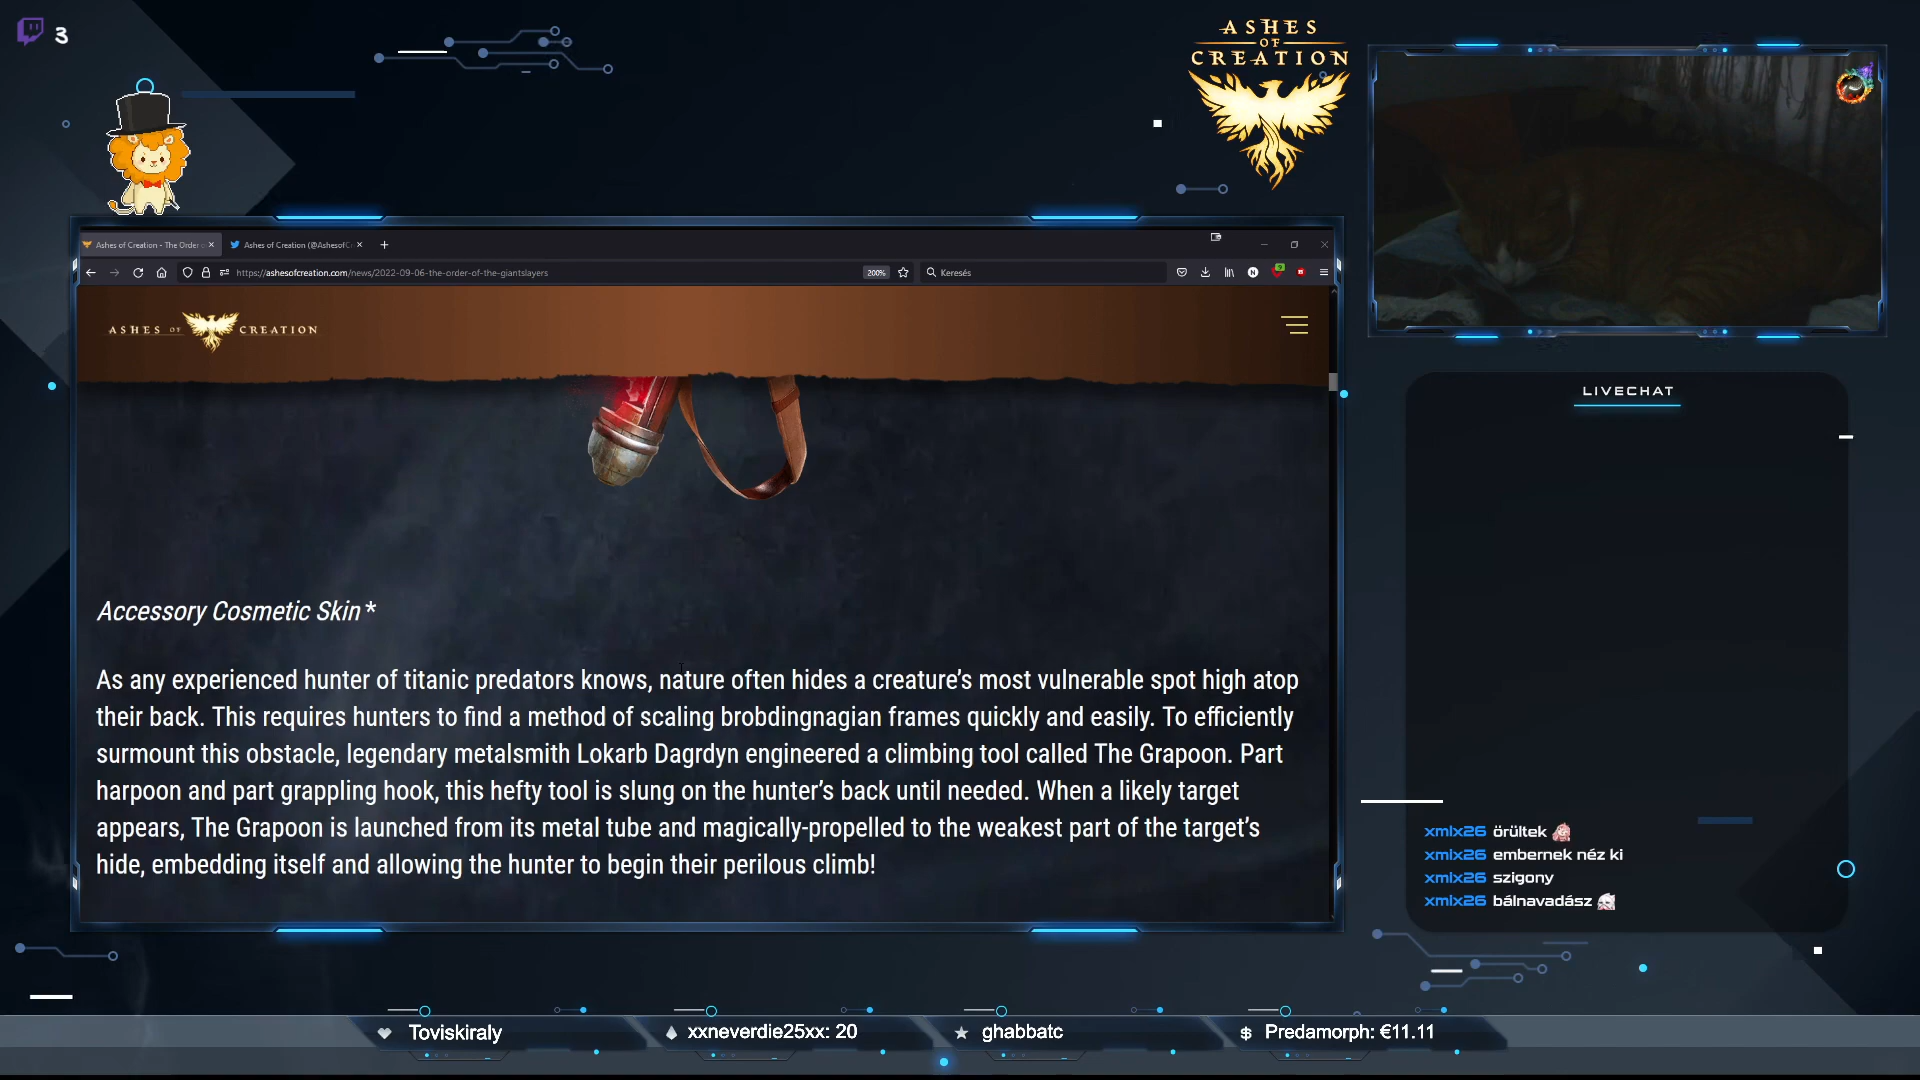 3
ASHES
OF
CREATION
Ashes of Creation - The Order o
Ashes of Creation (@AshesofCr
https://ashesofcreation.com/news/2022-09-06-the-order-of-the-giantslayers
200%
Keresés
ASHES OF CREATION
Accessory Cosmetic Skin *
As any experienced hunter of titanic predators knows, nature often hides a creature's most vulnerable spot high atop
their back. This requires hunters to find a method of scaling brobdingnagian frames quickly and easily. To efficiently
surmount this obstacle, legendary metalsmith Lokarb Dagrdyn engineered a climbing tool called The Grapoon. Part
harpoon and part grappling hook, this hefty tool is slung on the hunter's back until needed. When a likely target
appears, The Grapoon is launched from its metal tube and magically-propelled to the weakest part of the target's
hide, embedding itself and allowing the hunter to begin their perilous climb!
LIVECHAT
xmix26 örültek
xmix26 embernek néz ki
xmix26 szigony
xmix26 bálnavadász
Toviskiraly
xxneverdie25xx: 20
ghabbatc
Predamorph: €11.11